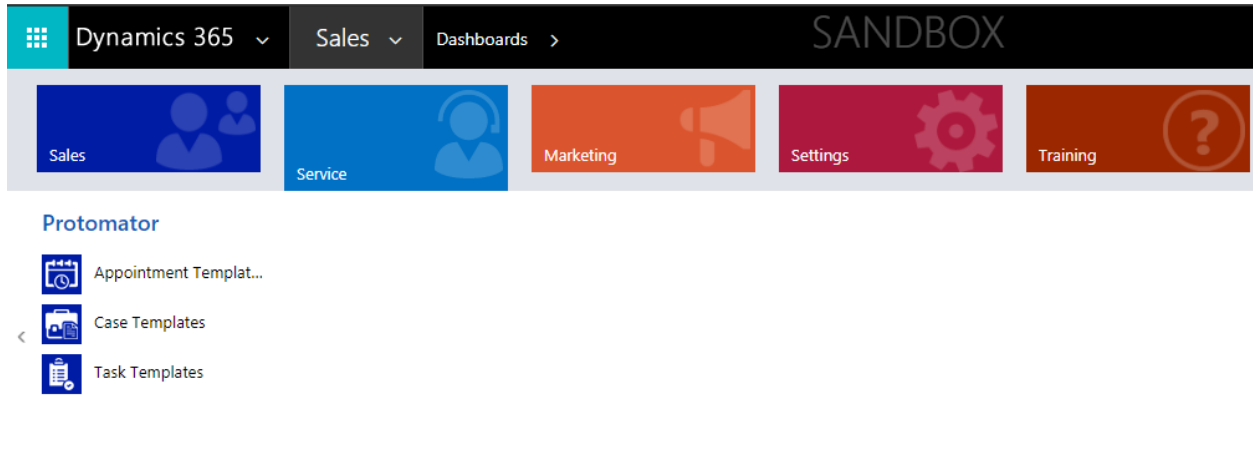 Dynamics 365 Sales Dashboards SANDBOX
Sales Service Marketing Settings Training
Protomator
Appointment Templat...
Case Templates
Task Templates